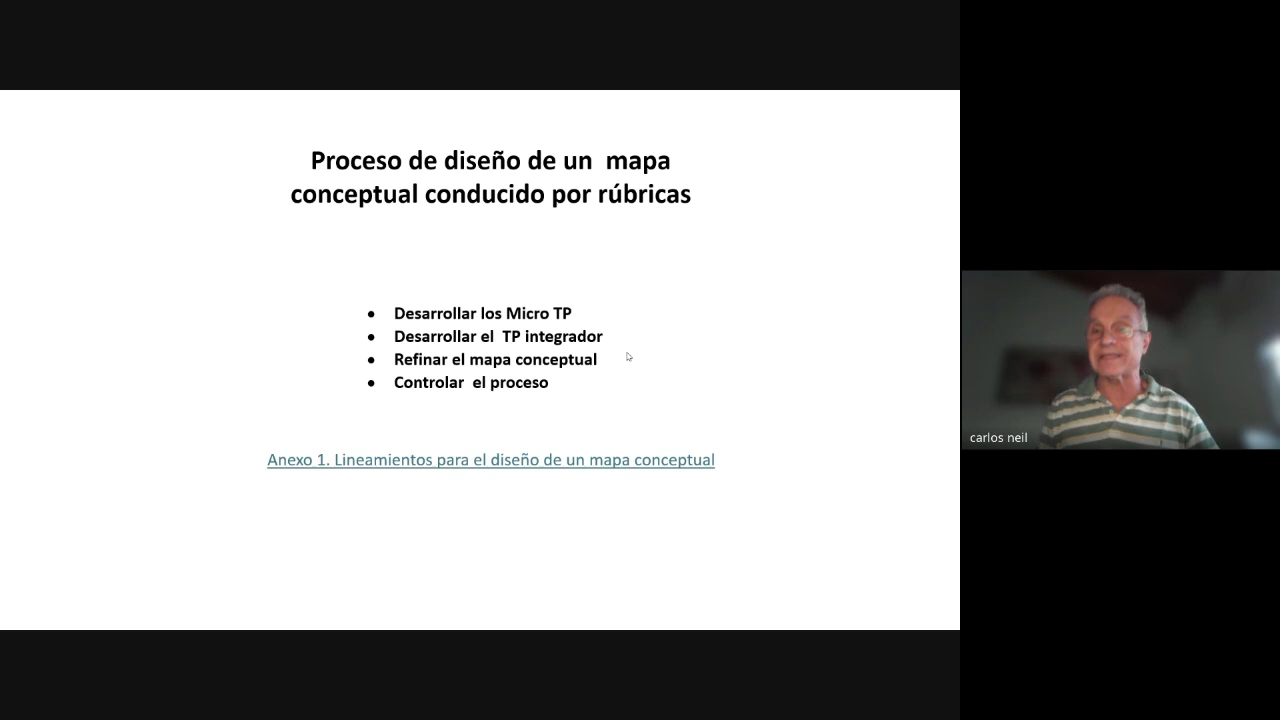 Proceso de diseño de un  mapa
conceptual conducido por rúbricas
• Desarrollar los Micro TP
• Desarrollar el  TP integrador
• Refinar el mapa conceptual
• Controlar  el proceso
Anexo 1. Lineamientos para el diseño de un mapa conceptual
carlos neil